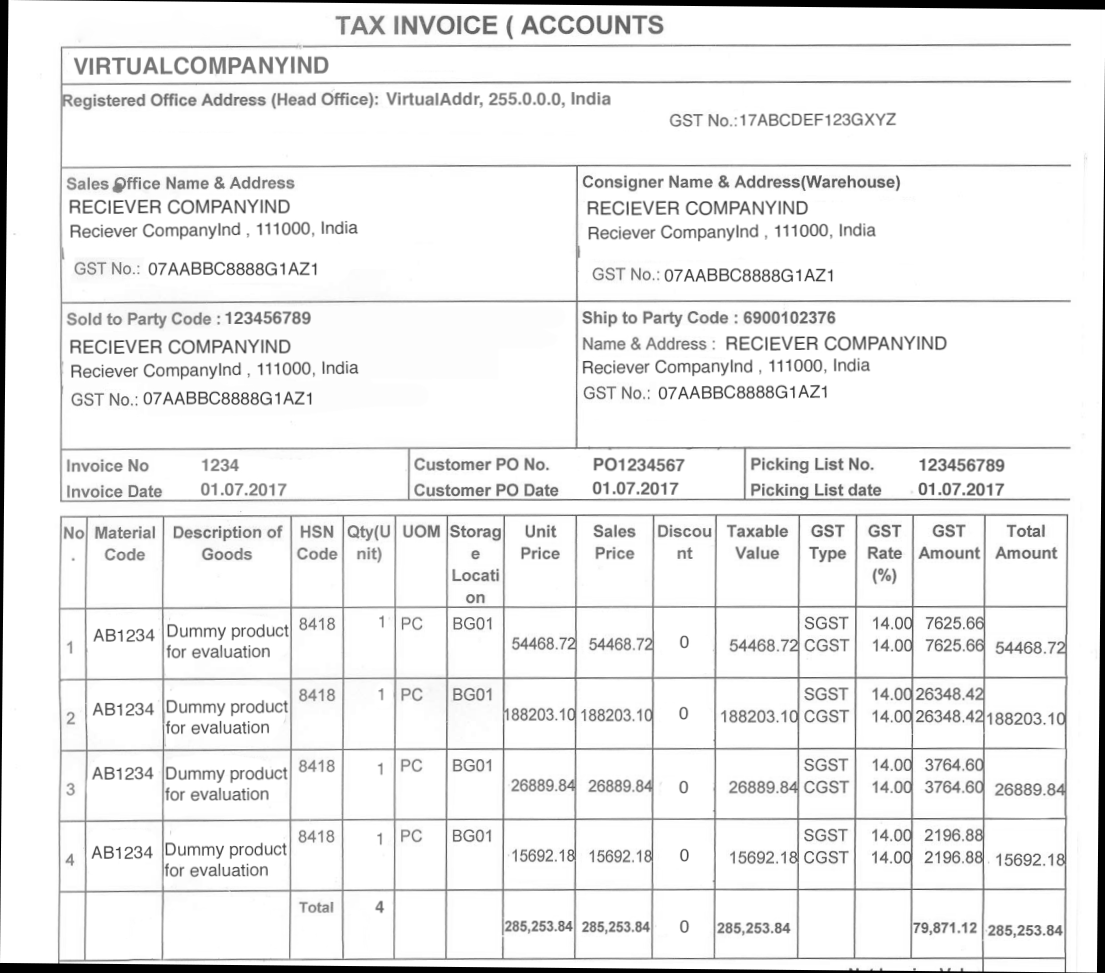 TAX INVOICE ( ACCOUNTS
VIRTUALCOMPANYIND
Registered Office Address (Head Office): VirtualAddr, 255.0.0.0, India
GST No.:17ABCDEF123GXYZ
Sales Office Name & Address
RECIEVER COMPANYIND
Reciever CompanyInd , 111000, India
GST No.: 07AABBC8888G1AZ1
Consigner Name & Address(Warehouse)
RECIEVER COMPANYIND
Reciever CompanyInd , 111000, India
GST No.: 07AABBC8888G1AZ1
Sold to Party Code : 123456789
RECIEVER COMPANYIND
Reciever CompanyInd , 111000, India
GST No.: 07AABBC8888G1AZ1
Ship to Party Code : 6900102376
Name & Address : RECIEVER COMPANYIND
Reciever CompanyInd , 111000, India
GST No.: 07AABBC8888G1AZ1
Invoice No 1234 Customer PO No. PO1234567 Picking List No. 123456789
Invoice Date 01.07.2017 Customer PO Date 01.07.2017 Picking List date 01.07.2017
No Material Description of HSN Qty(U UOM Storag Unit Sales Discou Taxable GST GST GST Total
. Code Goods Code nit) e Price Price nt Value Type Rate Amount Amount
Locati (%)
on
8418 1 PC BG01 SGST 14.00 7625.66
1 AB1234 Dummy product 54468.72 54468.72 0 54468.72 CGST 14.00 7625.66 54468.72
for evaluation
8418 1 PC BG01 SGST 14.00 26348.42
2 AB1234 Dummy product 188203.10 188203.10 0 188203.10 CGST 14.00 26348.42 188203.10
for evaluation
8418 1 PC BG01 SGST 14.00 3764.60
3 AB1234 Dummy product 26889.84 26889.84 0 26889.84 CGST 14.00 3764.60 26889.84
for evaluation
8418 1 PC BG01 SGST 14.00 2196.88
4 AB1234 Dummy product 15692.18 15692.18 0 15692.18 CGST 14.00 2196.88 15692.18
for evaluation
Total 4
285,253.84 285,253.84 0 285,253.84 79,871.12 285,253.84